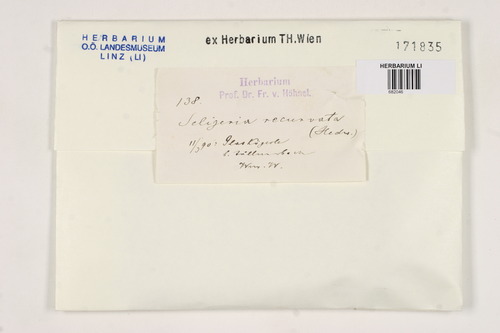 HERBARIUM
O.Ö. LANDESMUSEUM
LINZ (LI)
ex Herbarium TH.Wien
171835
HERBARIUM LI
Herbarium
Prof. Dr. Fr. v. Höhnel.
138.
Seligeria recurvata
(Hedw.)